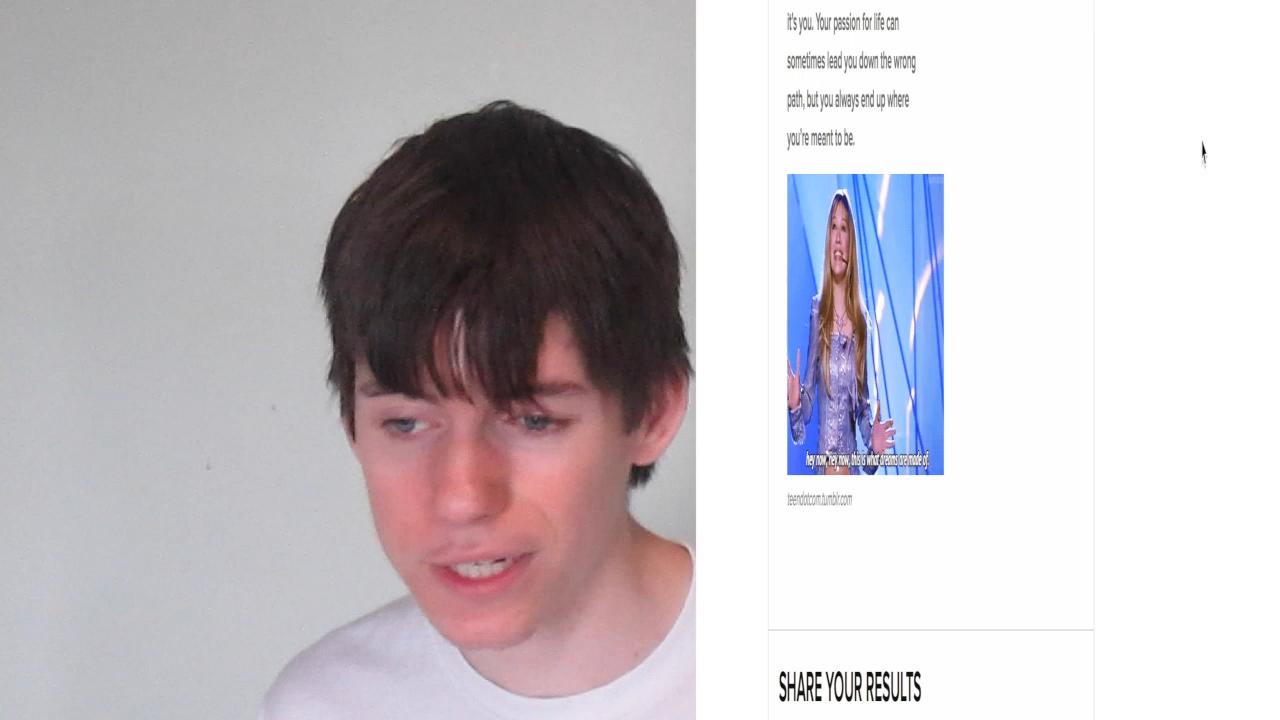 it's you. Your passion for life can
sometimes lead you down the wrong
path, but you always end up where
you're meant to be.
hey now, hey now, this is what dreams are made of.
teendotcom.tumblr.com
SHARE YOUR RESULTS